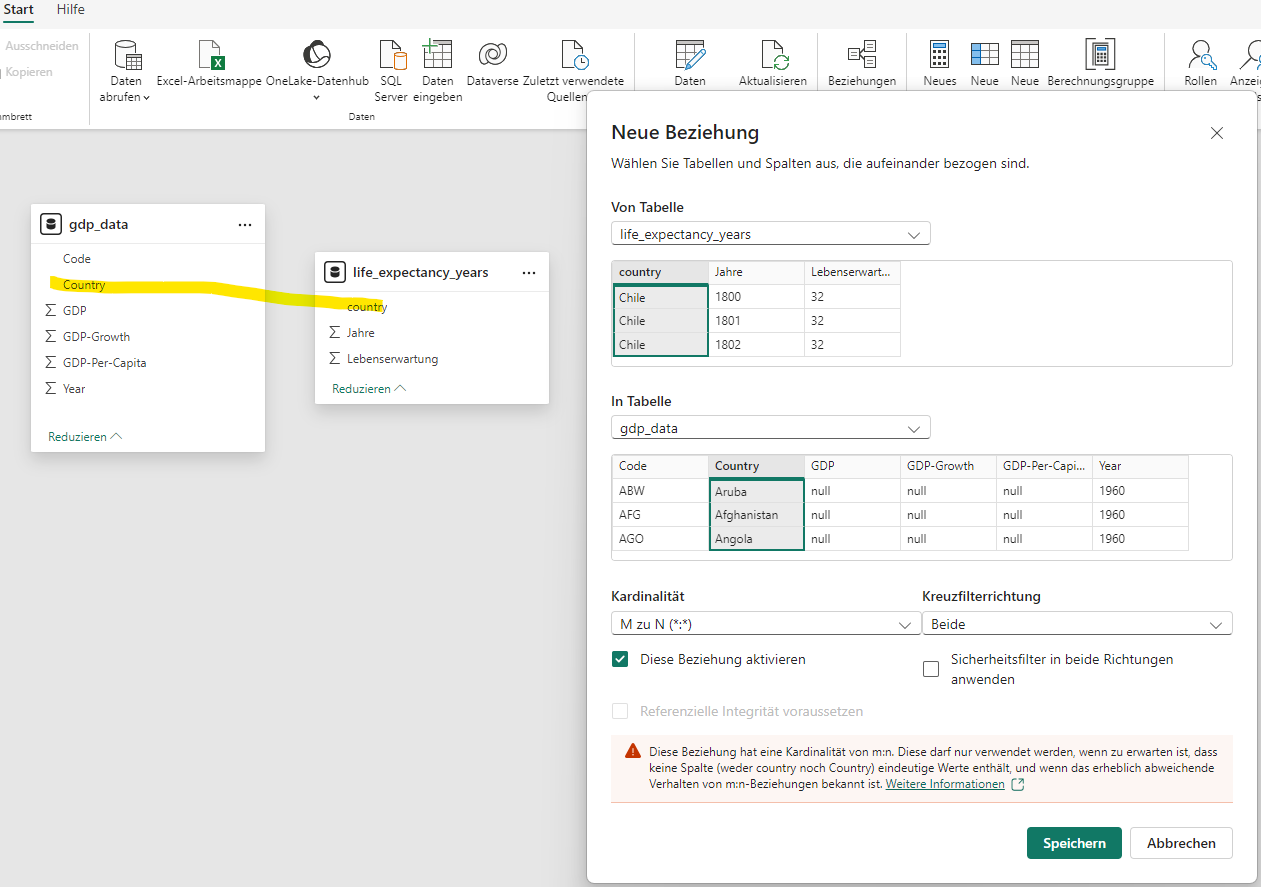 Start Hilfe
Ausschneiden
Kopieren
Daten
abrufen
Excel-Arbeitsmappe
OneLake-Datenhub
SQL
Server
Daten
eingeben
Dataverse
Zuletzt verwendete
Quellen
Daten
Aktualisieren
Beziehungen
Neues
Neue
Neue
Berechnungsgruppe
Rollen
Daten
gdp_data
Code
Country
GDP
GDP-Growth
GDP-Per-Capita
Year
Reduzieren
life_expectancy_years
country
Jahre
Lebenserwartung
Reduzieren
Neue Beziehung
Wählen Sie Tabellen und Spalten aus, die aufeinander bezogen sind.
Von Tabelle
life_expectancy_years
country Jahre Lebenserwart...
Chile 1800 32
Chile 1801 32
Chile 1802 32
In Tabelle
gdp_data
Code Country GDP GDP-Growth GDP-Per-Capi... Year
ABW Aruba null null null 1960
AFG Afghanistan null null null 1960
AGO Angola null null null 1960
Kardinalität Kreuzfilterrichtung
M zu N (*:*) Beide
Diese Beziehung aktivieren
Sicherheitsfilter in beide Richtungen
anwenden
Referenzielle Integrität voraussetzen
Diese Beziehung hat eine Kardinalität von m:n. Diese darf nur verwendet werden, wenn zu erwarten ist, dass
keine Spalte (weder country noch Country) eindeutige Werte enthält, und wenn das erheblich abweichende
Verhalten von m:n-Beziehungen bekannt ist. Weitere Informationen
Speichern Abbrechen